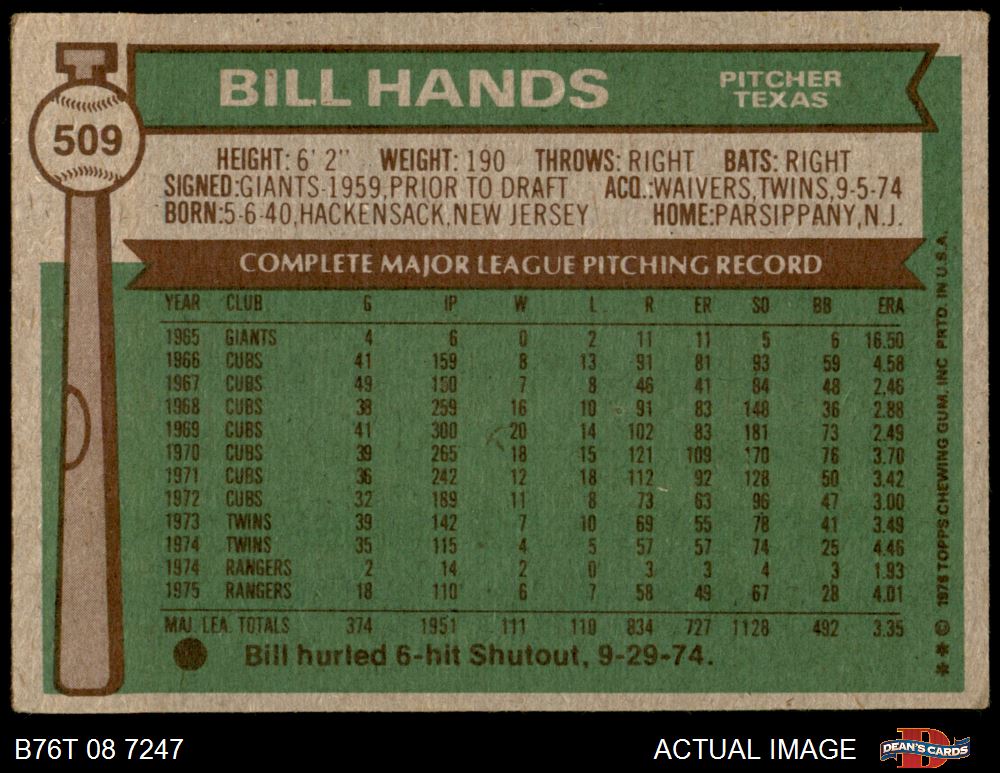 BILL HANDS
PITCHER
TEXAS
509
HEIGHT: 6' 2" WEIGHT: 190 THROWS: RIGHT BATS: RIGHT
SIGNED:GIANTS-1959,PRIOR TO DRAFT ACQ.:WAIVERS,TWINS,9-5-74
BORN:5-6-40,HACKENSACK,NEW JERSEY HOME:PARSIPPANY,N.J.
COMPLETE MAJOR LEAGUE PITCHING RECORD
YEAR CLUB G IP W L R ER SO BB ERA
1965 GIANTS 4 6 0 2 11 11 5 6 16.50
1966 CUBS 41 159 8 13 91 81 93 59 4.58
1967 CUBS 49 150 7 8 46 41 84 48 2.46
1968 CUBS 38 259 16 10 91 83 148 36 2.88
1969 CUBS 41 300 20 14 102 83 181 73 2.49
1970 CUBS 39 265 18 15 121 109 170 76 3.70
1971 CUBS 36 242 12 18 112 92 128 50 3.42
1972 CUBS 32 189 11 8 73 63 96 47 3.00
1973 TWINS 39 142 7 10 69 55 78 41 3.49
1974 TWINS 35 115 4 5 57 57 74 25 4.46
1974 RANGERS 2 14 2 0 3 3 4 3 1.93
1975 RANGERS 18 110 6 7 58 49 67 28 4.01
MAJ. LEA. TOTALS 374 1951 111 110 834 727 1128 492 3.35
Bill hurled 6-hit Shutout, 9-29-74.
** © 1976 TOPPS CHEWING GUM, INC. PRTD. IN U.S.A.
B76T 08 7247
ACTUAL IMAGE
DEAN'S CARDS